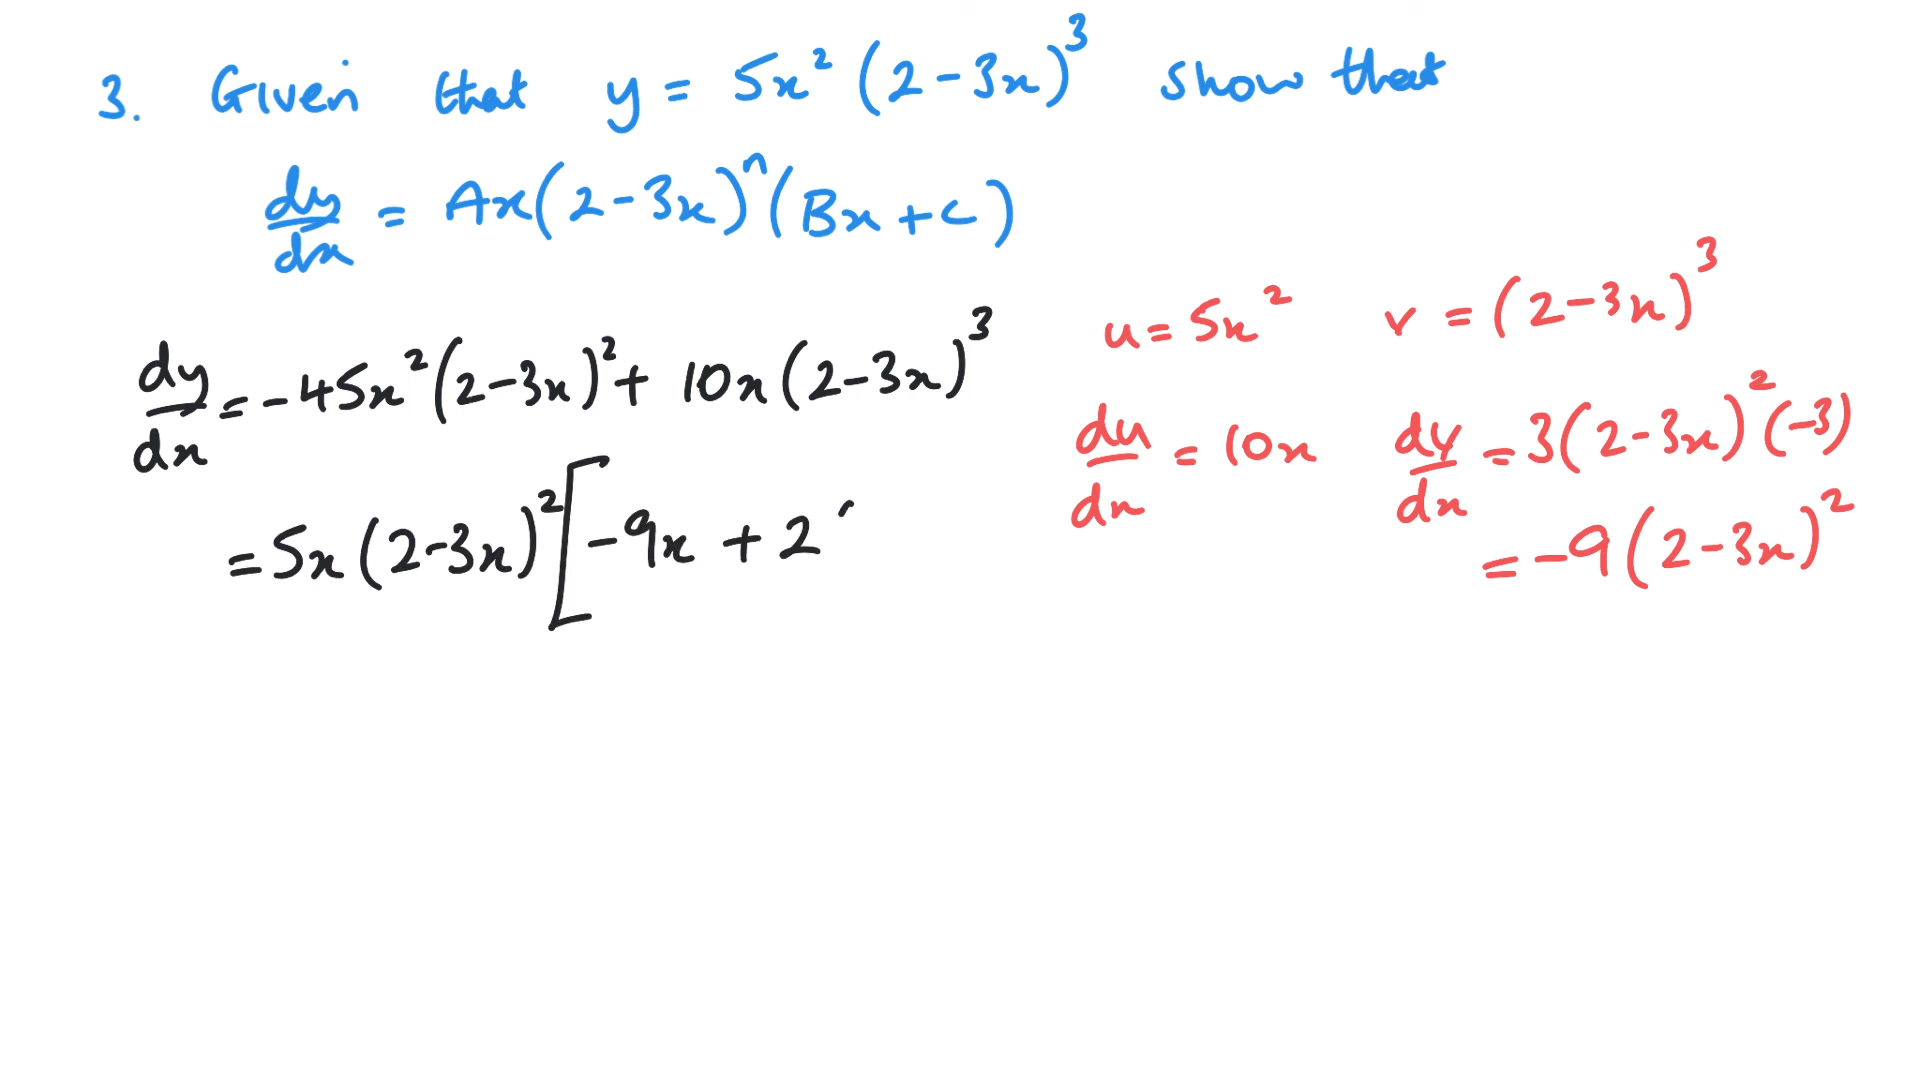 3. Given that y = 5x² (2-3x)³ show that
dy/dx = Ax(2-3x)ⁿ(Bx+C)
u = 5x² v = (2-3x)³
dy/dx = -45x²(2-3x)² + 10x(2-3x)³
du/dx = 10x dv/dx = 3(2-3x)²(-3)
= 5x(2-3x)²[-9x + 2
= -9(2-3x)²